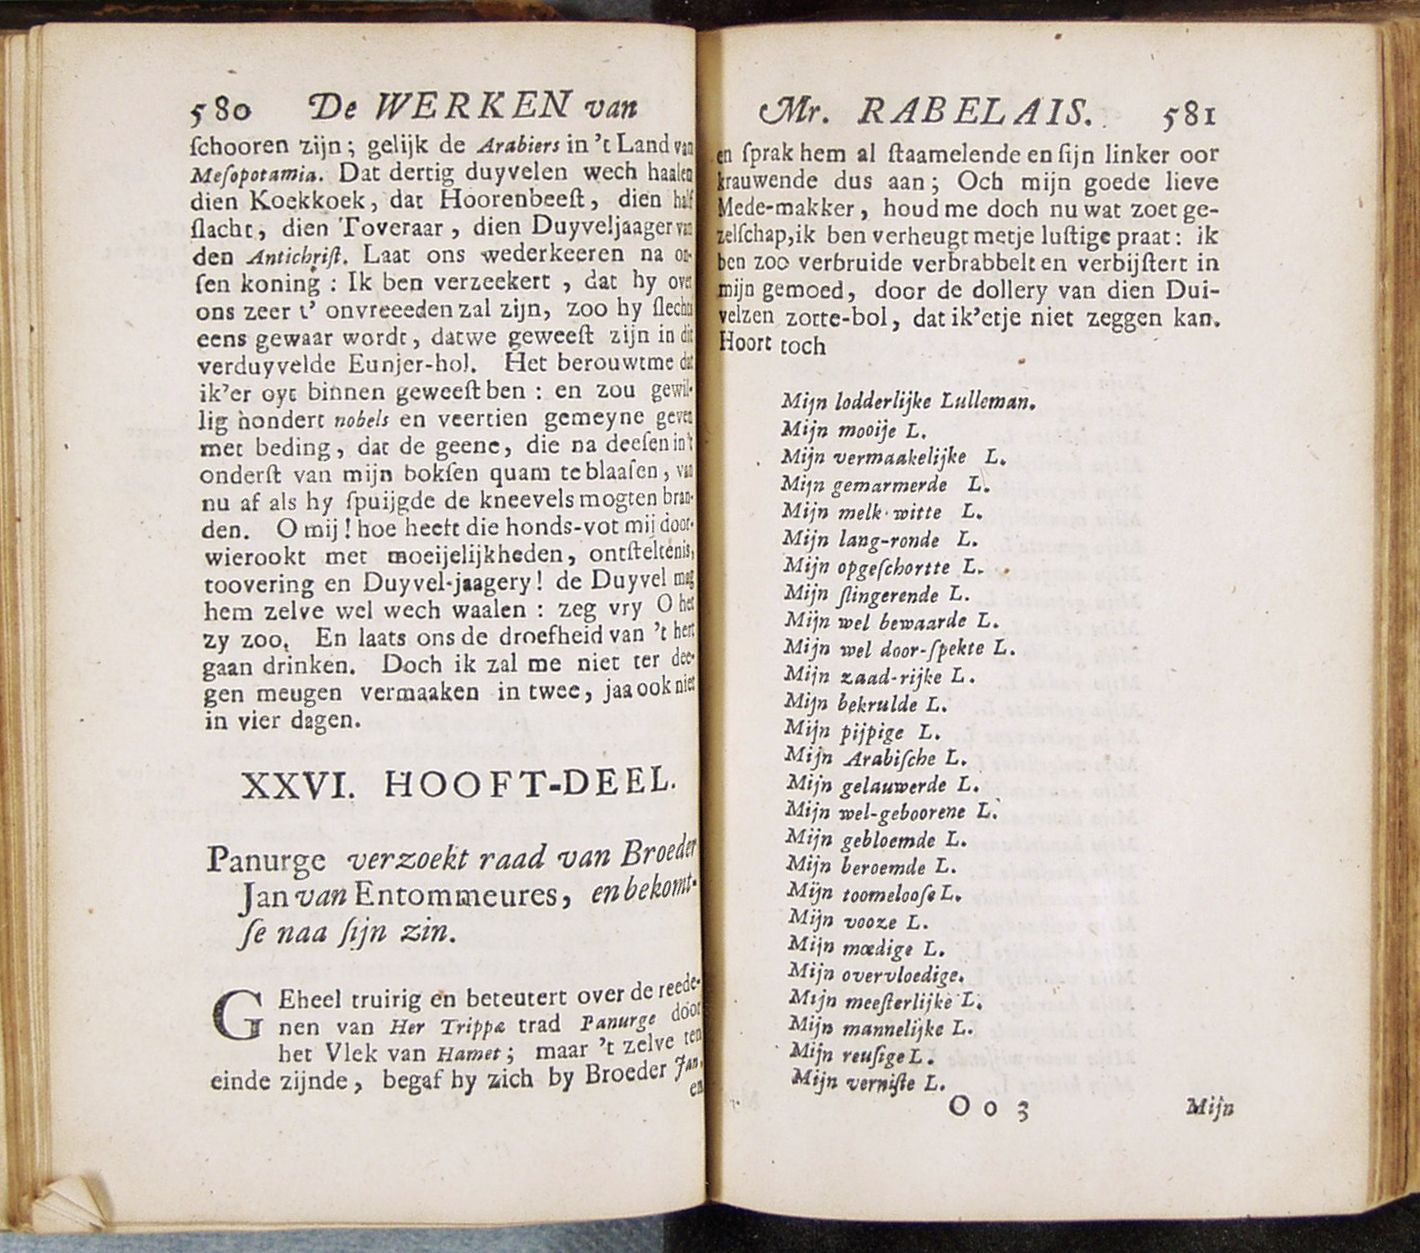 580 De WERKEN van
ſchooren zijn; gelijk de Arabiers in 't Land van
Meſopotamia. Dat dertig duyvelen wech haalen
dien Koekkoek, dat Hoorenbeeſt, dien half
ſlacht, dien Toveraar, dien Duyveljaager van
den Antichriſt. Laat ons wederkeeren na on-
ſen koning: Ik ben verzeekert, dat hy over
ons zeer t' onvreeeden zal zijn, zoo hy ſlechts
eens gewaar wordt, datwe geweeſt zijn in dit
verduyvelde Eunjer-hol. Het berouwtme dat
ik'er oyt binnen geweeſt ben: en zou gewil-
lig hondert nobels en veertien gemeyne geven
met beding, dat de geene, die na deeſen in 't
onderſt van mijn bokſen quam te blaaſen, van
nu af als hy ſpuijgde de kneevels mogten bran-
den. O mij! hoe heeft die honds-vot mij door-
wierookt met moeijelijkheden, ontſteltenis,
toovering en Duyvel-jaagery! de Duyvel mag
hem zelve wel wech waalen: zeg vry O het
zy zoo. En laats ons de droefheid van 't hert
gaan drinken. Doch ik zal me niet ter dee-
gen meugen vermaaken in twee, jaa ook niet
in vier dagen.
XXVI. HOOFT-DEEL.
Panurge verzoekt raad van Broeder
Jan van Entommeures, en bekomt-
ſe naa ſijn zin.
GEheel truirig en beteutert over de reede-
nen van Her Trippa trad Panurge door
het Vlek van Hamet; maar 't zelve ten
einde zijnde, begaf hy zich by Broeder Jan,
en
Mr. RABELAIS. 581
en ſprak hem al ſtaamelende en ſijn linker oor
krauwende dus aan; Och mijn goede lieve
Mede-makker, houd me doch nu wat zoet ge-
zelſchap, ik ben verheugt met je luſtige praat: ik
ben zoo verbruide verbrabbelt en verbijſtert in
mijn gemoed, door de dollery van dien Dui-
velzen zotte-bol, dat ik'etje niet zeggen kan.
Hoort toch
Mijn lodderlijke Lulleman.
Mijn mooije L.
Mijn vermaakelijke L.
Mijn gemarmerde L.
Mijn melk-witte L.
Mijn lang-ronde L.
Mijn opgeſchortte L.
Mijn ſlingerende L.
Mijn wel bewaarde L.
Mijn wel door-ſpekte L.
Mijn zaad-rijke L.
Mijn bekrulde L.
Mijn pijpige L.
Mijn Arabiſche L.
Mijn gelauwerde L.
Mijn wel-geboorene L.
Mijn gebloemde L.
Mijn beroemde L.
Mijn toomelooſe L.
Mijn vooze L.
Mijn mœdige L.
Mijn overvloedige.
Mijn meeſterlijke L.
Mijn mannelijke L.
Mijn reuſige L.
Mijn verniſte L.
O o 3 Mijn